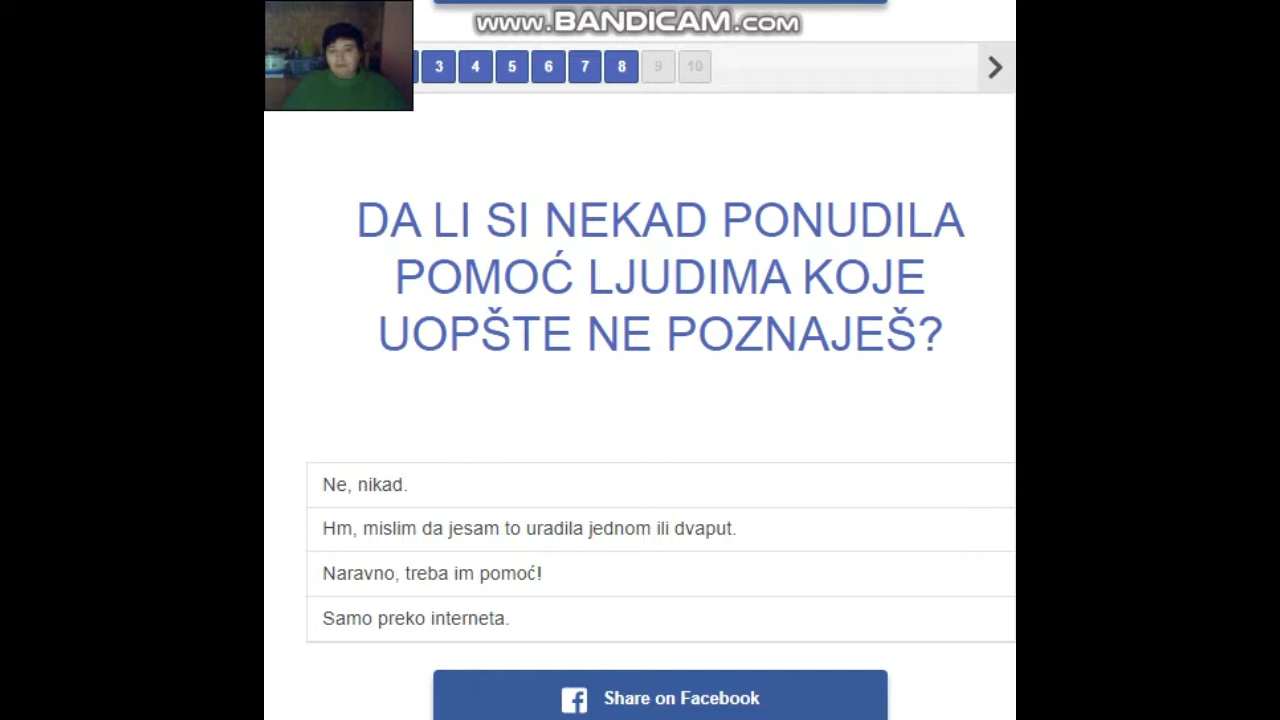 www.BANDICAM.com
3 4 5 6 7 8 9 10
DA LI SI NEKAD PONUDILA
POMOĆ LJUDIMA KOJE
UOPŠTE NE POZNAJEŠ?
Ne, nikad.
Hm, mislim da jesam to uradila jednom ili dvaput.
Naravno, treba im pomoć!
Samo preko interneta.
Share on Facebook